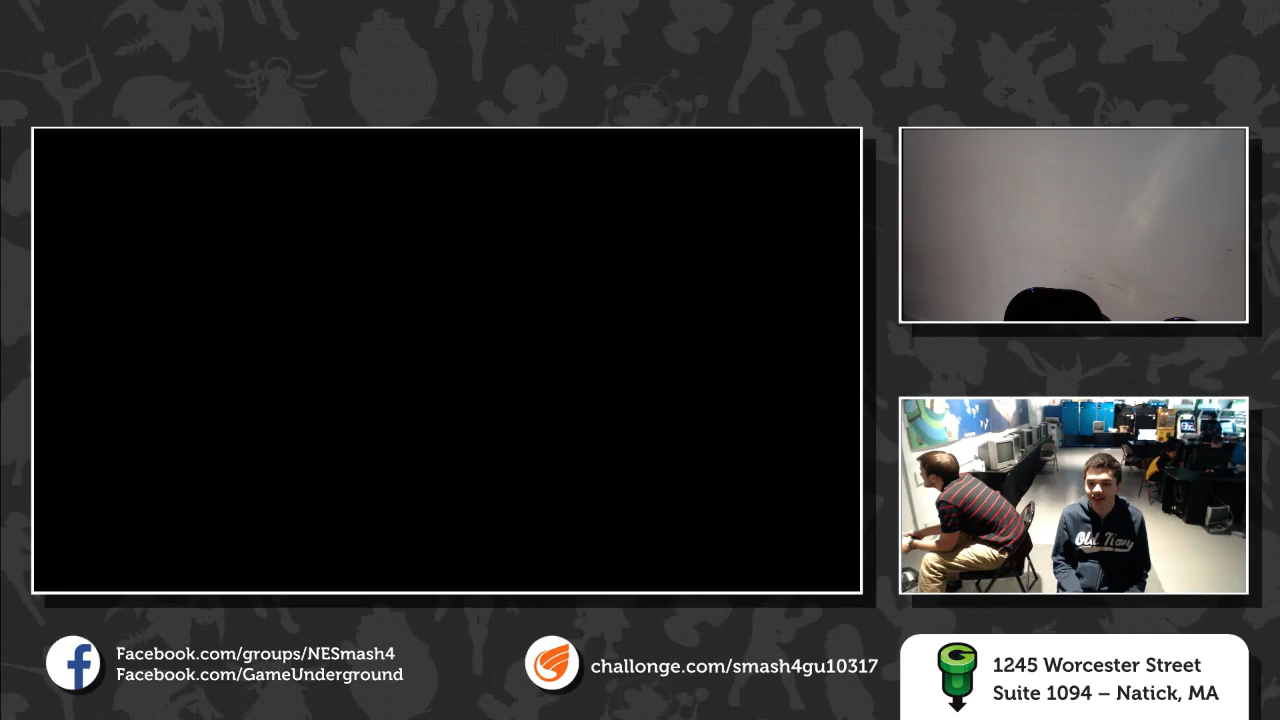 Old Navy
Facebook.com/groups/NESmash4
Facebook.com/GameUnderground
challonge.com/smash4gu10317
1245 Worcester Street
Suite 1094 – Natick, MA